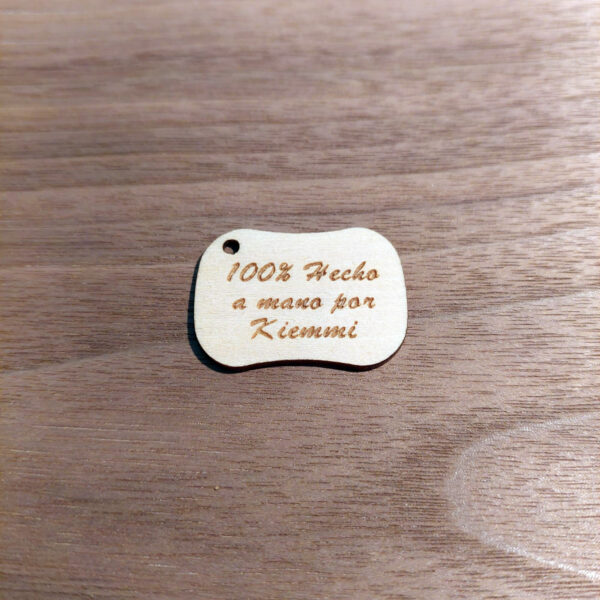 100% Hecho
a mano por
Kiemmi